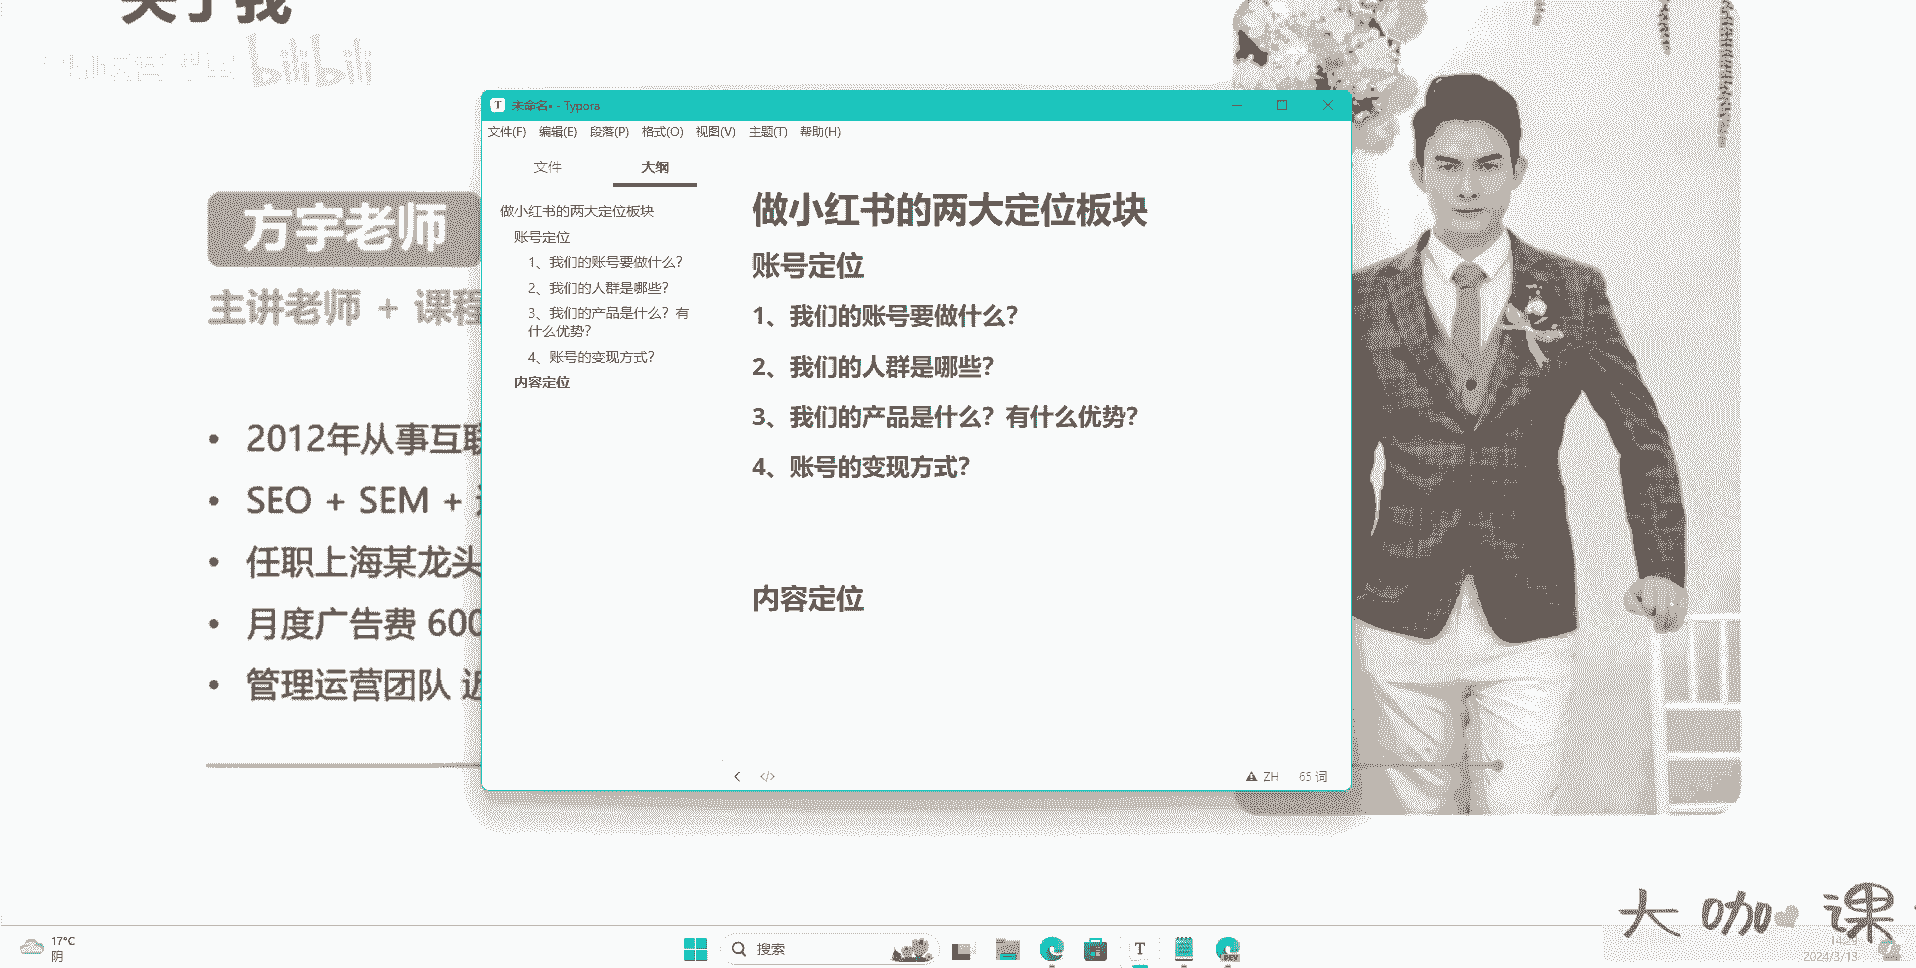 关于我
bilibili
方宇老师
主讲老师 + 课程
2012年从事互联
SEO + SEM +
任职上海某龙头
月度广告费 600
管理运营团队 近
T 未命名• - Typora
文件(F) 编辑(E) 段落(P) 格式(O) 视图(V) 主题(T) 帮助(H)
文件 大纲
做小红书的两大定位板块
账号定位
1、我们的账号要做什么?
2、我们的人群是哪些?
3、我们的产品是什么？有
什么优势?
4、账号的变现方式?
内容定位
做小红书的两大定位板块
账号定位
1、我们的账号要做什么?
2、我们的人群是哪些?
3、我们的产品是什么？有什么优势?
4、账号的变现方式?
内容定位
</> ZH 65 词
大咖课
17°C
阴
搜索
T
DEV
2024/3/13